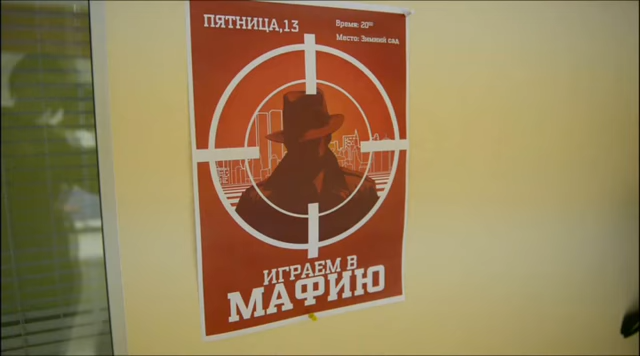 ПЯТНИЦА,13
Время: 20⁰⁰
Место: Зимний сад
ИГРАЕМ В
МАФИЮ